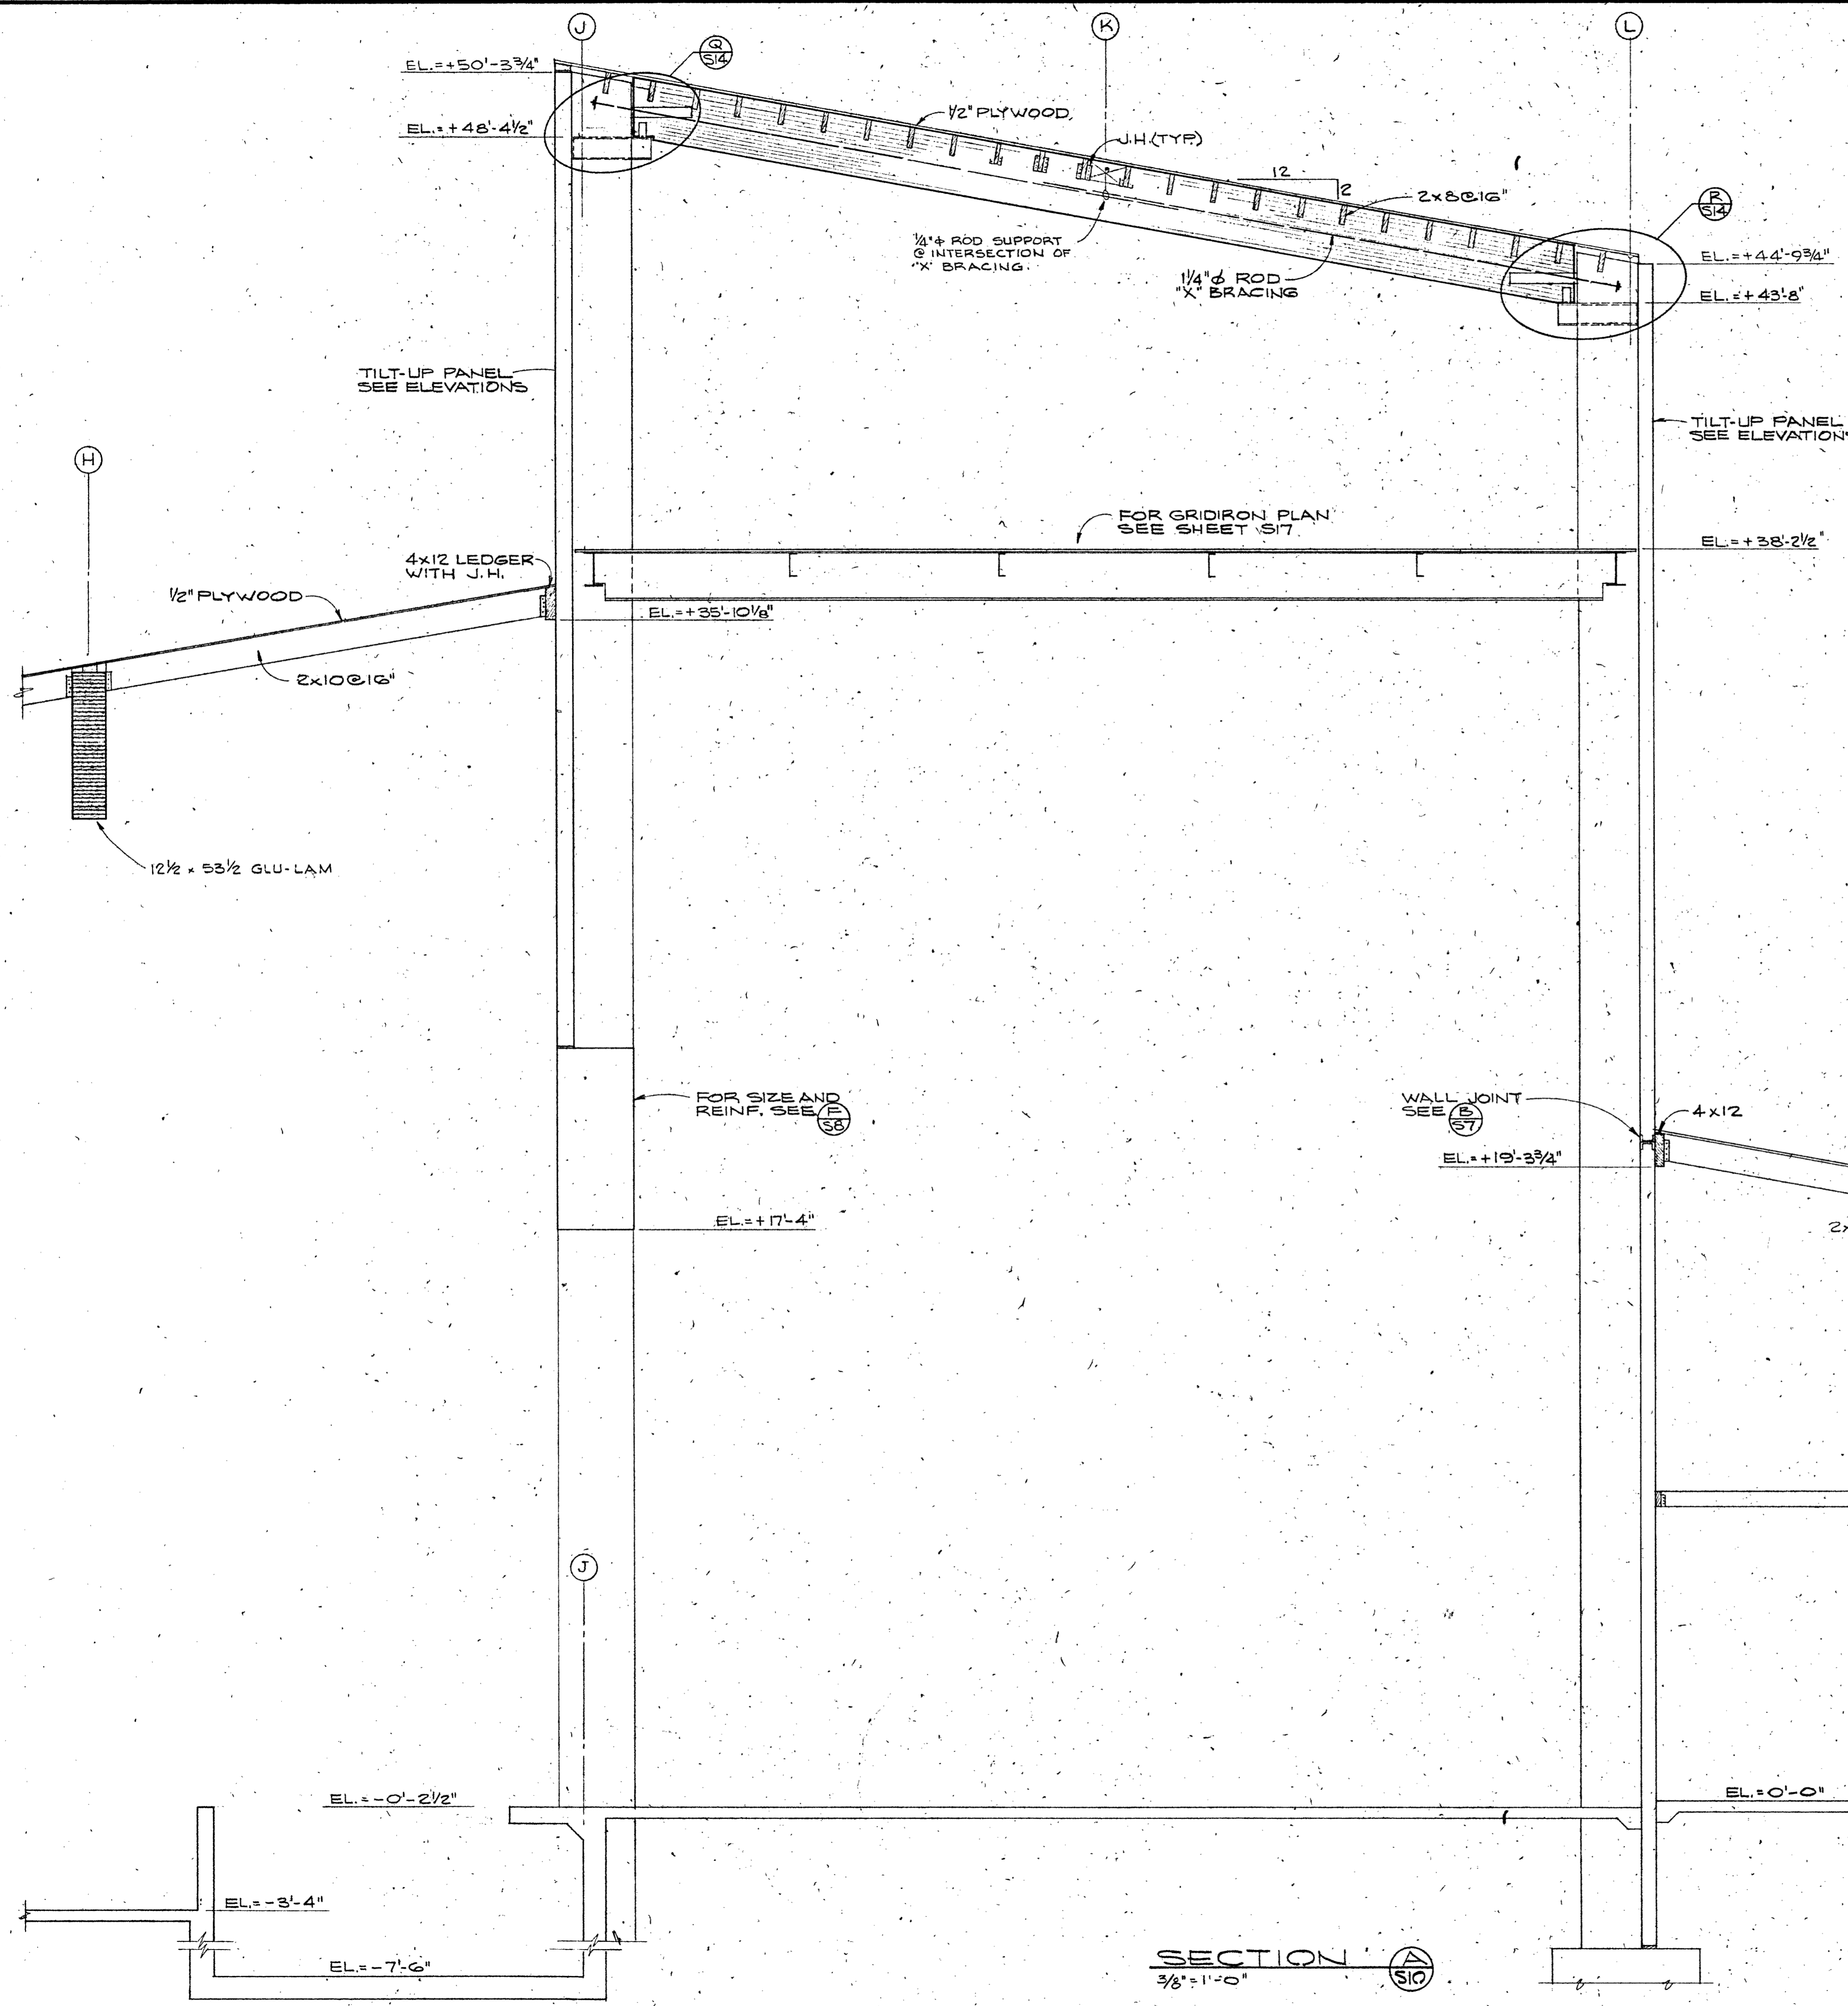 J
K
L
Q
S14
EL.=+50'-3¾"
EL.=+48'-4½"
½" PLYWOOD
J.H.(TYP.)
12
2
2x8@16"
R
S14
¼"ϕ ROD SUPPORT
@ INTERSECTION OF
"X" BRACING.
1¼"ϕ ROD
"X" BRACING
EL.=+44'-9¾"
EL.=+43'-8"
TILT-UP PANEL
SEE ELEVATIONS
TILT-UP PANEL
SEE ELEVATION
H
FOR GRIDIRON PLAN
SEE SHEET S17
EL.=+38'-2½"
4x12 LEDGER
WITH J.H.
½" PLYWOOD
EL.=+35'-10⅛"
2x10@16"
12½ x 53½ GLU-LAM
FOR SIZE AND
REINF. SEE F
S8
WALL JOINT
SEE B
S7
4x12
EL.=+19'-3¾"
EL.=+17'-4"
2x
J
EL.=-0'-2½"
EL.=0'-0"
EL.=-3'-4"
EL.=-7'-6"
SECTION A
S10
3/8"=1'-0"